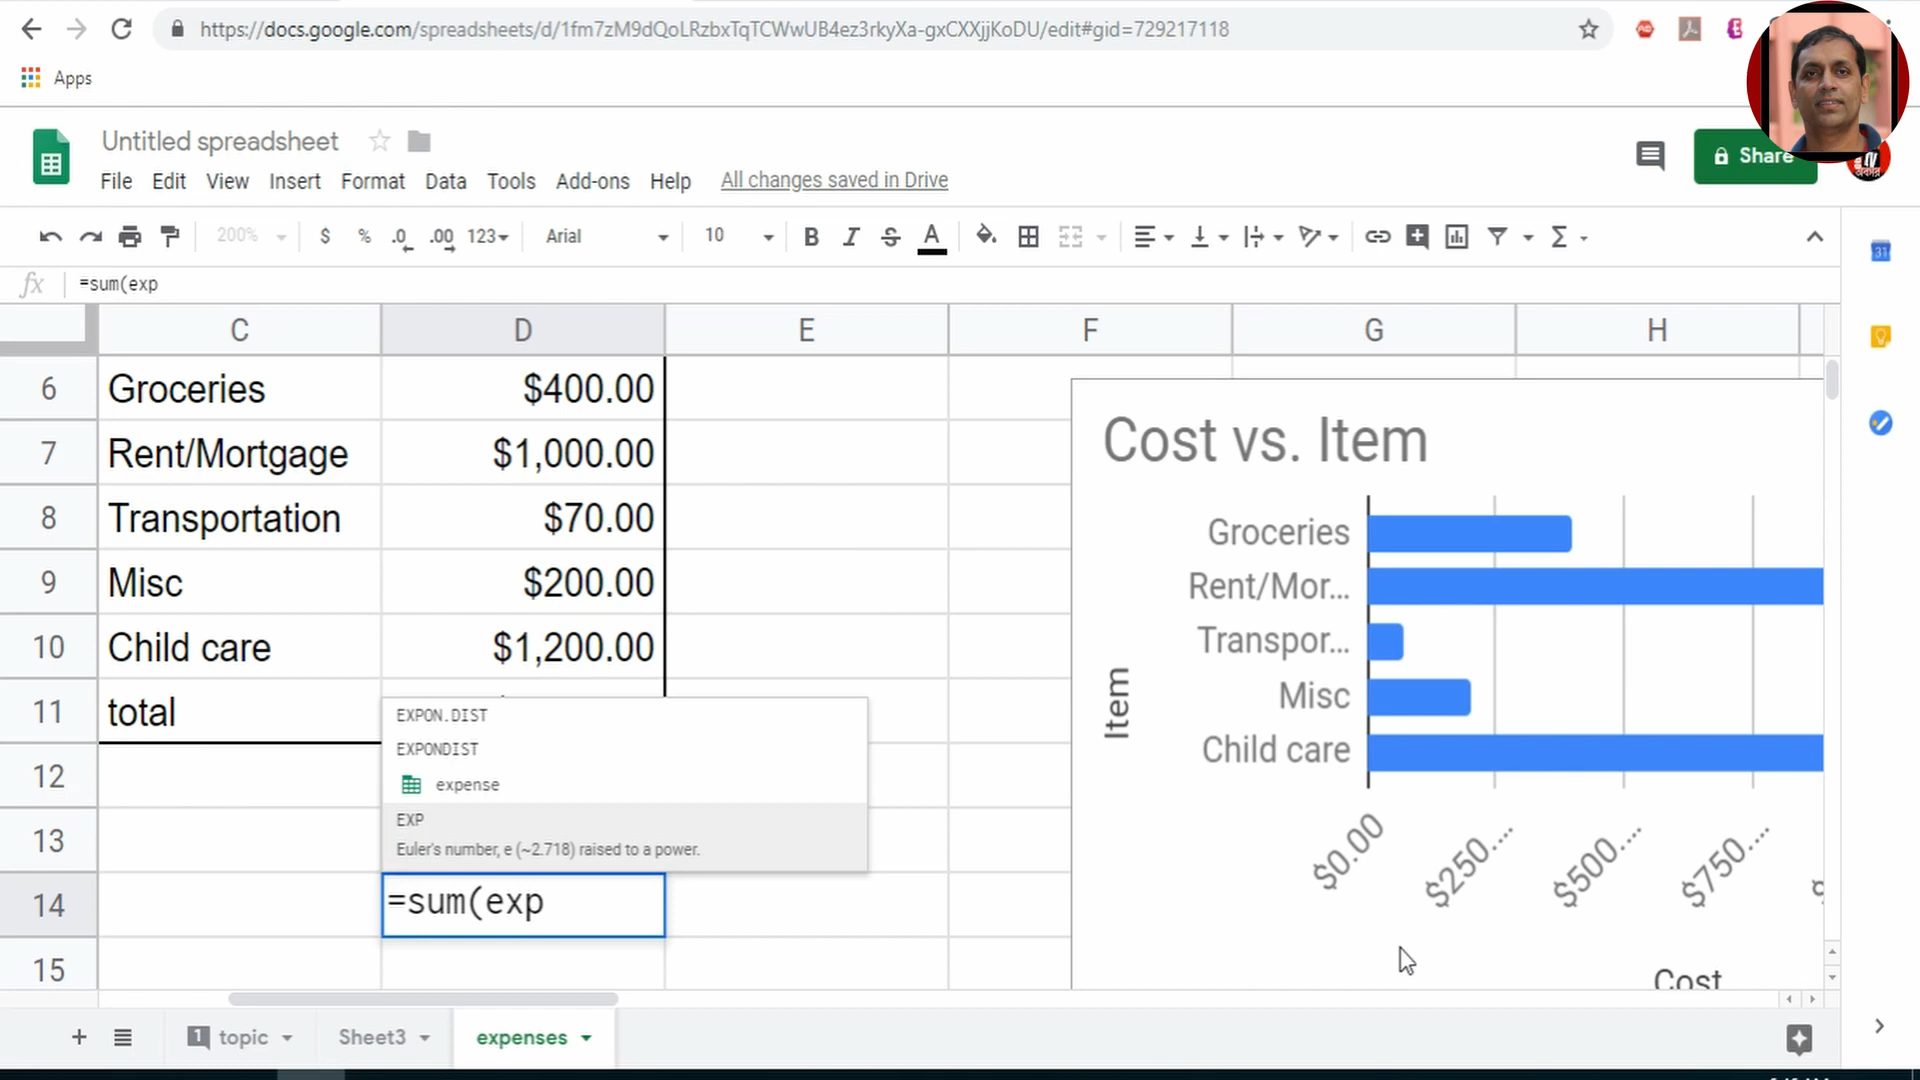 https://docs.google.com/spreadsheets/d/1fm7zM9dQoLRzbxTqTCWwUB4ez3rkyXa-gxCXXjjKoDU/edit#gid=729217118
Apps
Untitled spreadsheet
File Edit View Insert Format Data Tools Add-ons Help All changes saved in Drive
Share
200% $ % .0 .00 123 Arial 10 B I S A
31
fx =sum(exp
C D E F G H
6 Groceries $400.00
7 Rent/Mortgage $1,000.00
8 Transportation $70.00
9 Misc $200.00
10 Child care $1,200.00
11 total
12
13
14 =sum(exp
15
EXPON.DIST
EXPONDIST
expense
EXP
Euler's number, e (~2.718) raised to a power.
Cost vs. Item
Item
Groceries
Rent/Mor...
Transpor...
Misc
Child care
$0.00 $250... $500... $750...
Cost
1 topic Sheet3 expenses